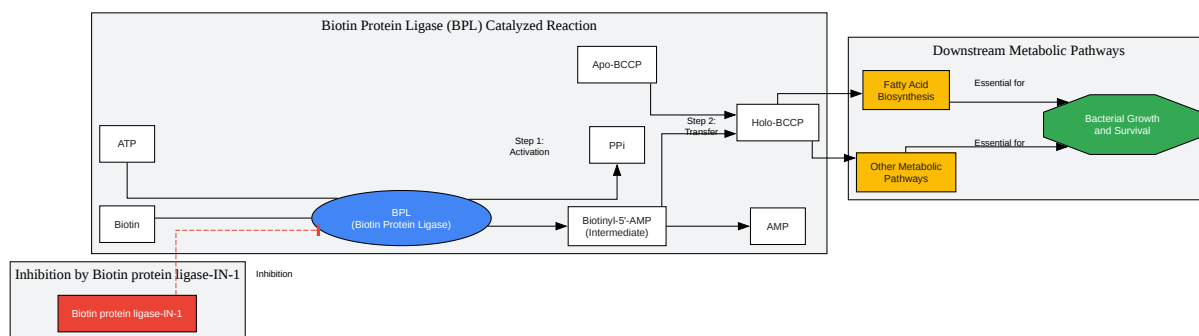 Biotin Protein Ligase (BPL) Catalyzed Reaction
Apo-BCCP
ATP
Step 1:
Activation
PPi
Step 2:
Transfer
Holo-BCCP
Biotin
BPL
(Biotin Protein Ligase)
Biotinyl-5'-AMP
(Intermediate)
AMP
Downstream Metabolic Pathways
Fatty Acid
Biosynthesis
Essential for
Other Metabolic
Pathways
Essential for
Bacterial Growth
and Survival
Inhibition by Biotin protein ligase-IN-1
Inhibition
Biotin protein ligase-IN-1